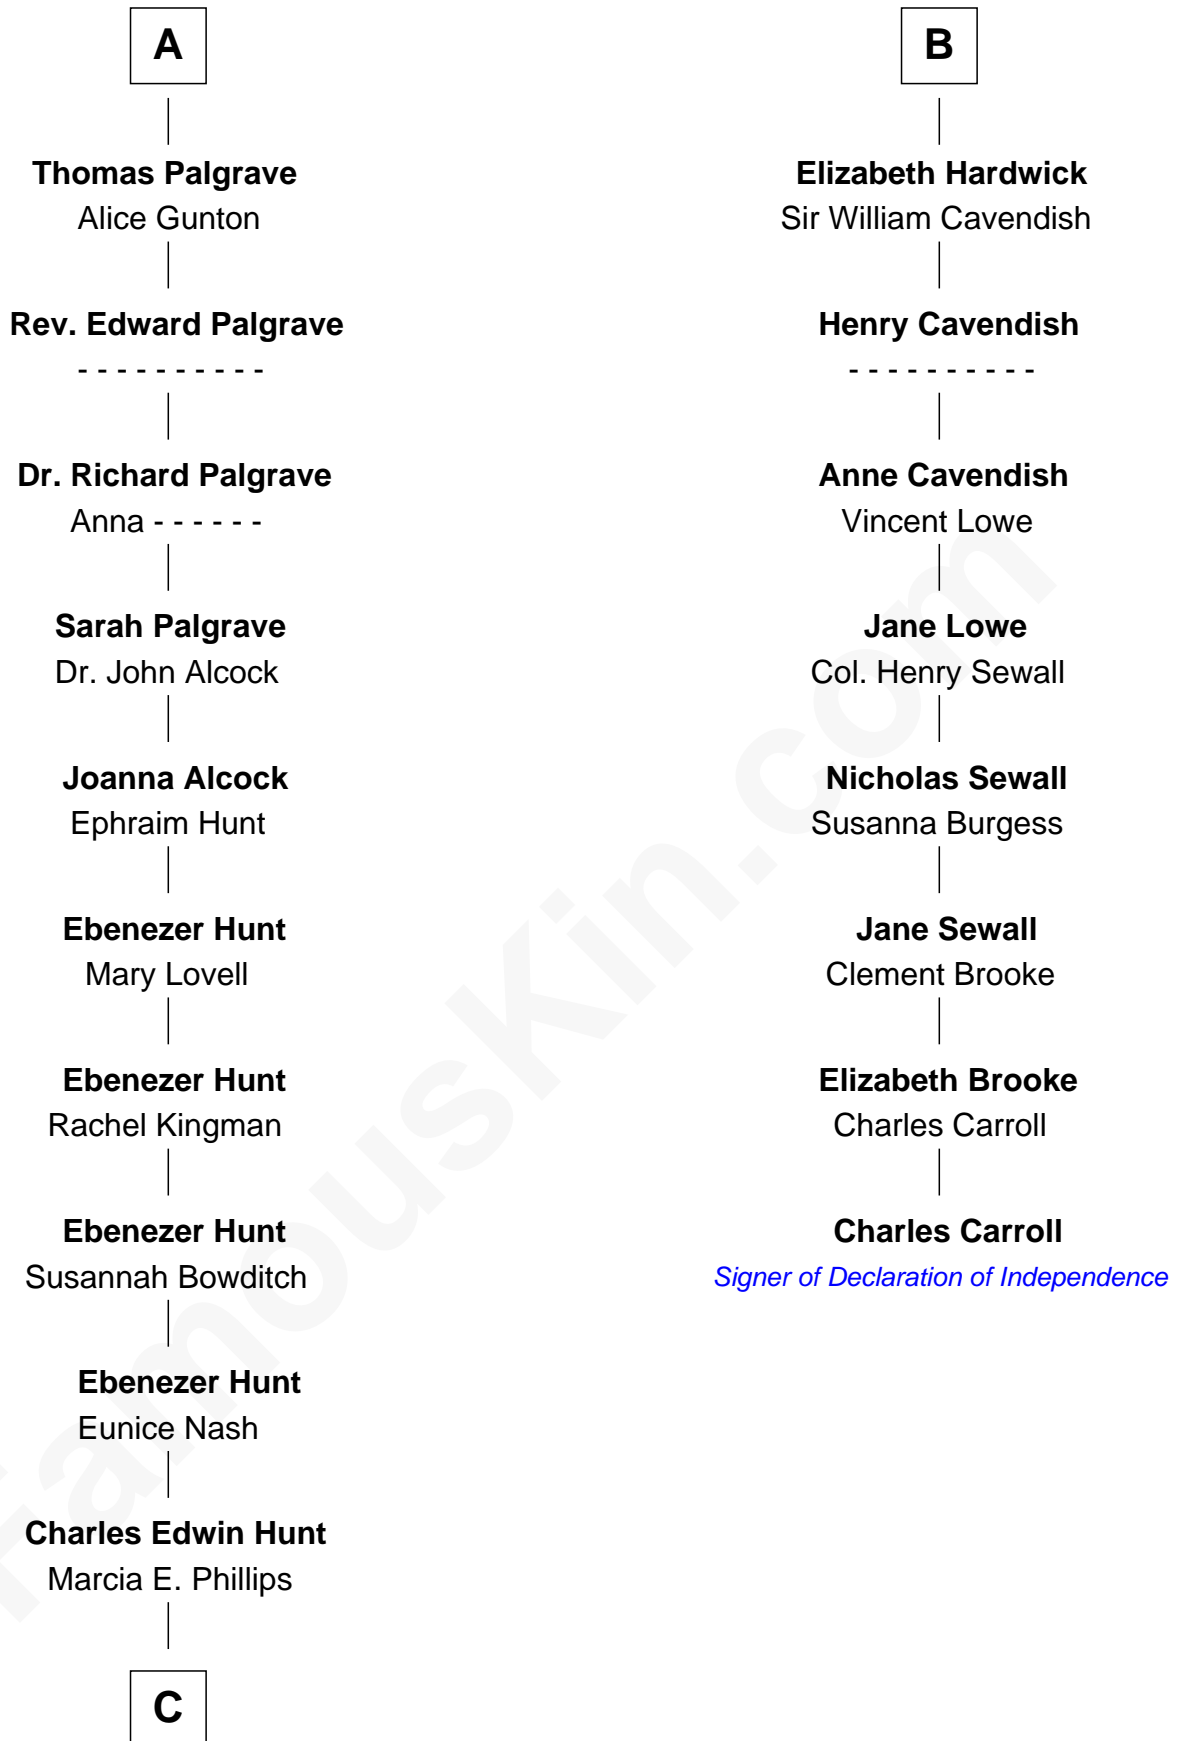 A
Thomas Palgrave
Alice Gunton
Rev. Edward Palgrave
- - - - - - - - - -
Dr. Richard Palgrave
Anna - - - - - -
Sarah Palgrave
Dr. John Alcock
Joanna Alcock
Ephraim Hunt
Ebenezer Hunt
Mary Lovell
Ebenezer Hunt
Rachel Kingman
Ebenezer Hunt
Susannah Bowditch
Ebenezer Hunt
Eunice Nash
Charles Edwin Hunt
Marcia E. Phillips
C
B
Elizabeth Hardwick
Sir William Cavendish
Henry Cavendish
- - - - - - - - - -
Anne Cavendish
Vincent Lowe
Jane Lowe
Col. Henry Sewall
Nicholas Sewall
Susanna Burgess
Jane Sewall
Clement Brooke
Elizabeth Brooke
Charles Carroll
Charles Carroll
Signer of Declaration of Independence
FamousKin.com